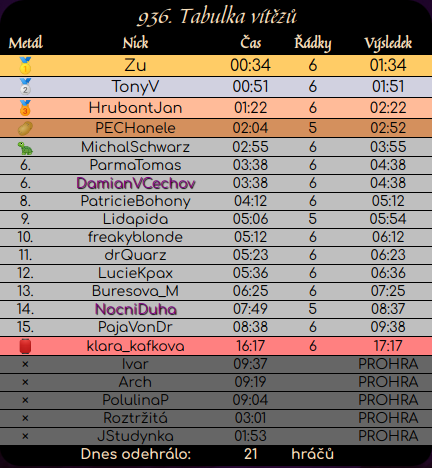 936. Tabulka vítězů
Metál Nick Čas Řádky Výsledek
1 Zu 00:34 6 01:34
2 TonyV 00:51 6 01:51
3 HrubantJan 01:22 6 02:22
PECHanele 02:04 5 02:52
MichalSchwarz 02:55 6 03:55
6. ParmaTomas 03:38 6 04:38
6. DamianVCechov 03:38 6 04:38
8. PatricieBohony 04:12 6 05:12
9. Lidapida 05:06 5 05:54
10. freakyblonde 05:12 6 06:12
11. drQuarz 05:23 6 06:23
12. LucieKpax 05:36 6 06:36
13. Buresova_M 06:25 6 07:25
14. NocniDuha 07:49 5 08:37
15. PajaVonDr 08:38 6 09:38
klara_kafkova 16:17 6 17:17
× Ivar 09:37 PROHRA
× Arch 09:19 PROHRA
× PolulinaP 09:04 PROHRA
× Roztržitá 03:01 PROHRA
× JStudynka 01:53 PROHRA
Dnes odehrálo: 21 hráčů